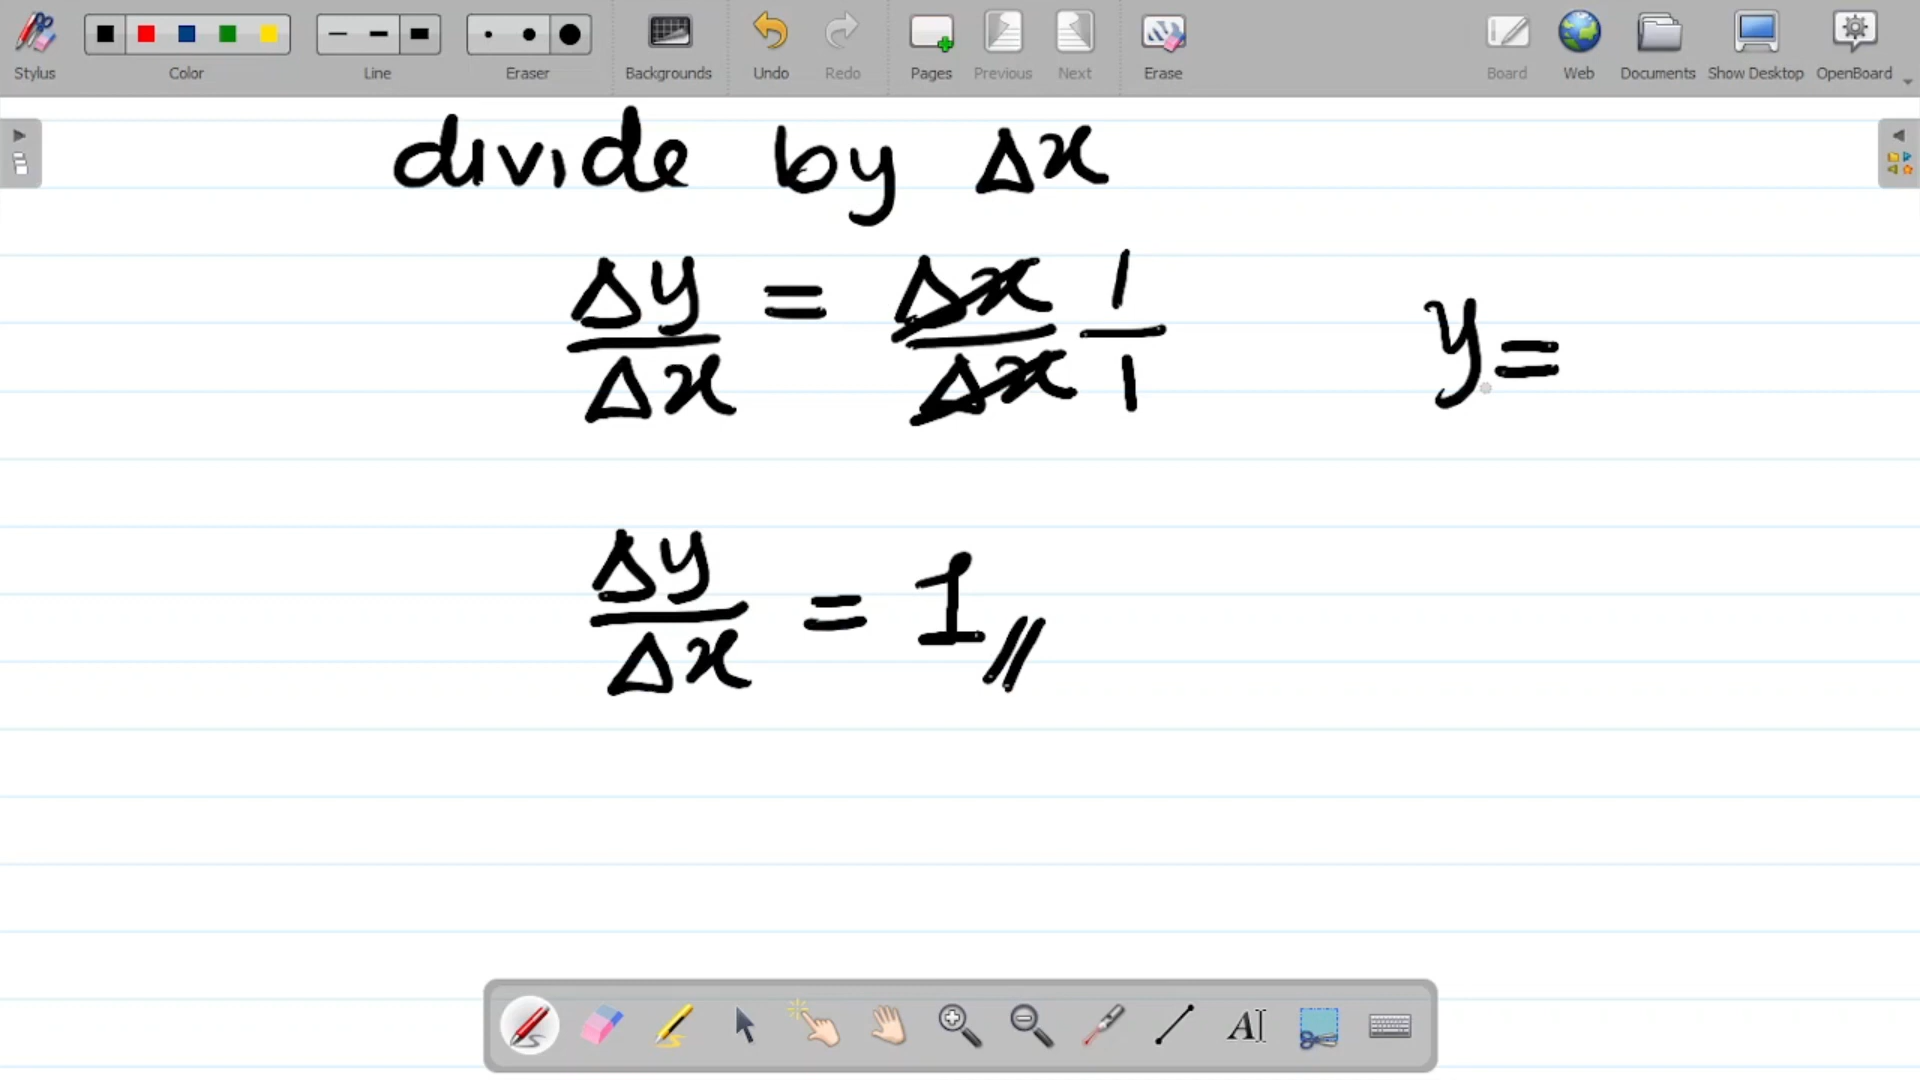 Stylus Color Line Eraser Backgrounds Undo Redo Pages Previous Next Erase Board Web Documents Show Desktop OpenBoard
divide by Δx
Δy/Δx = Δx/Δx 1/1
y=
Δy/Δx = 1//
AI